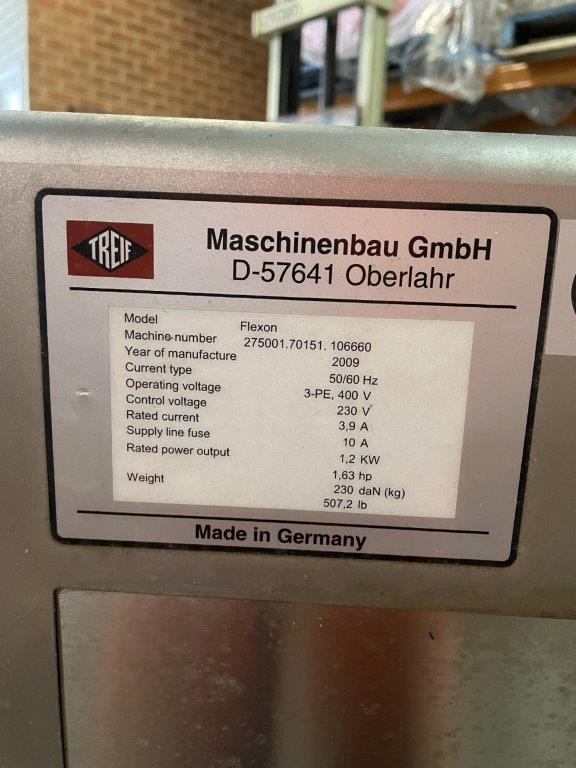 TREIF
Maschinenbau GmbH
D-57641 Oberlahr
Model Flexon
Machine number 275001.70151. 106660
Year of manufacture 2009
Current type 50/60 Hz
Operating voltage 3-PE, 400 V
Control voltage 230 V
Rated current 3,9 A
Supply line fuse 10 A
Rated power output 1,2 KW
1,63 hp
Weight 230 daN (kg)
507,2 lb
Made in Germany